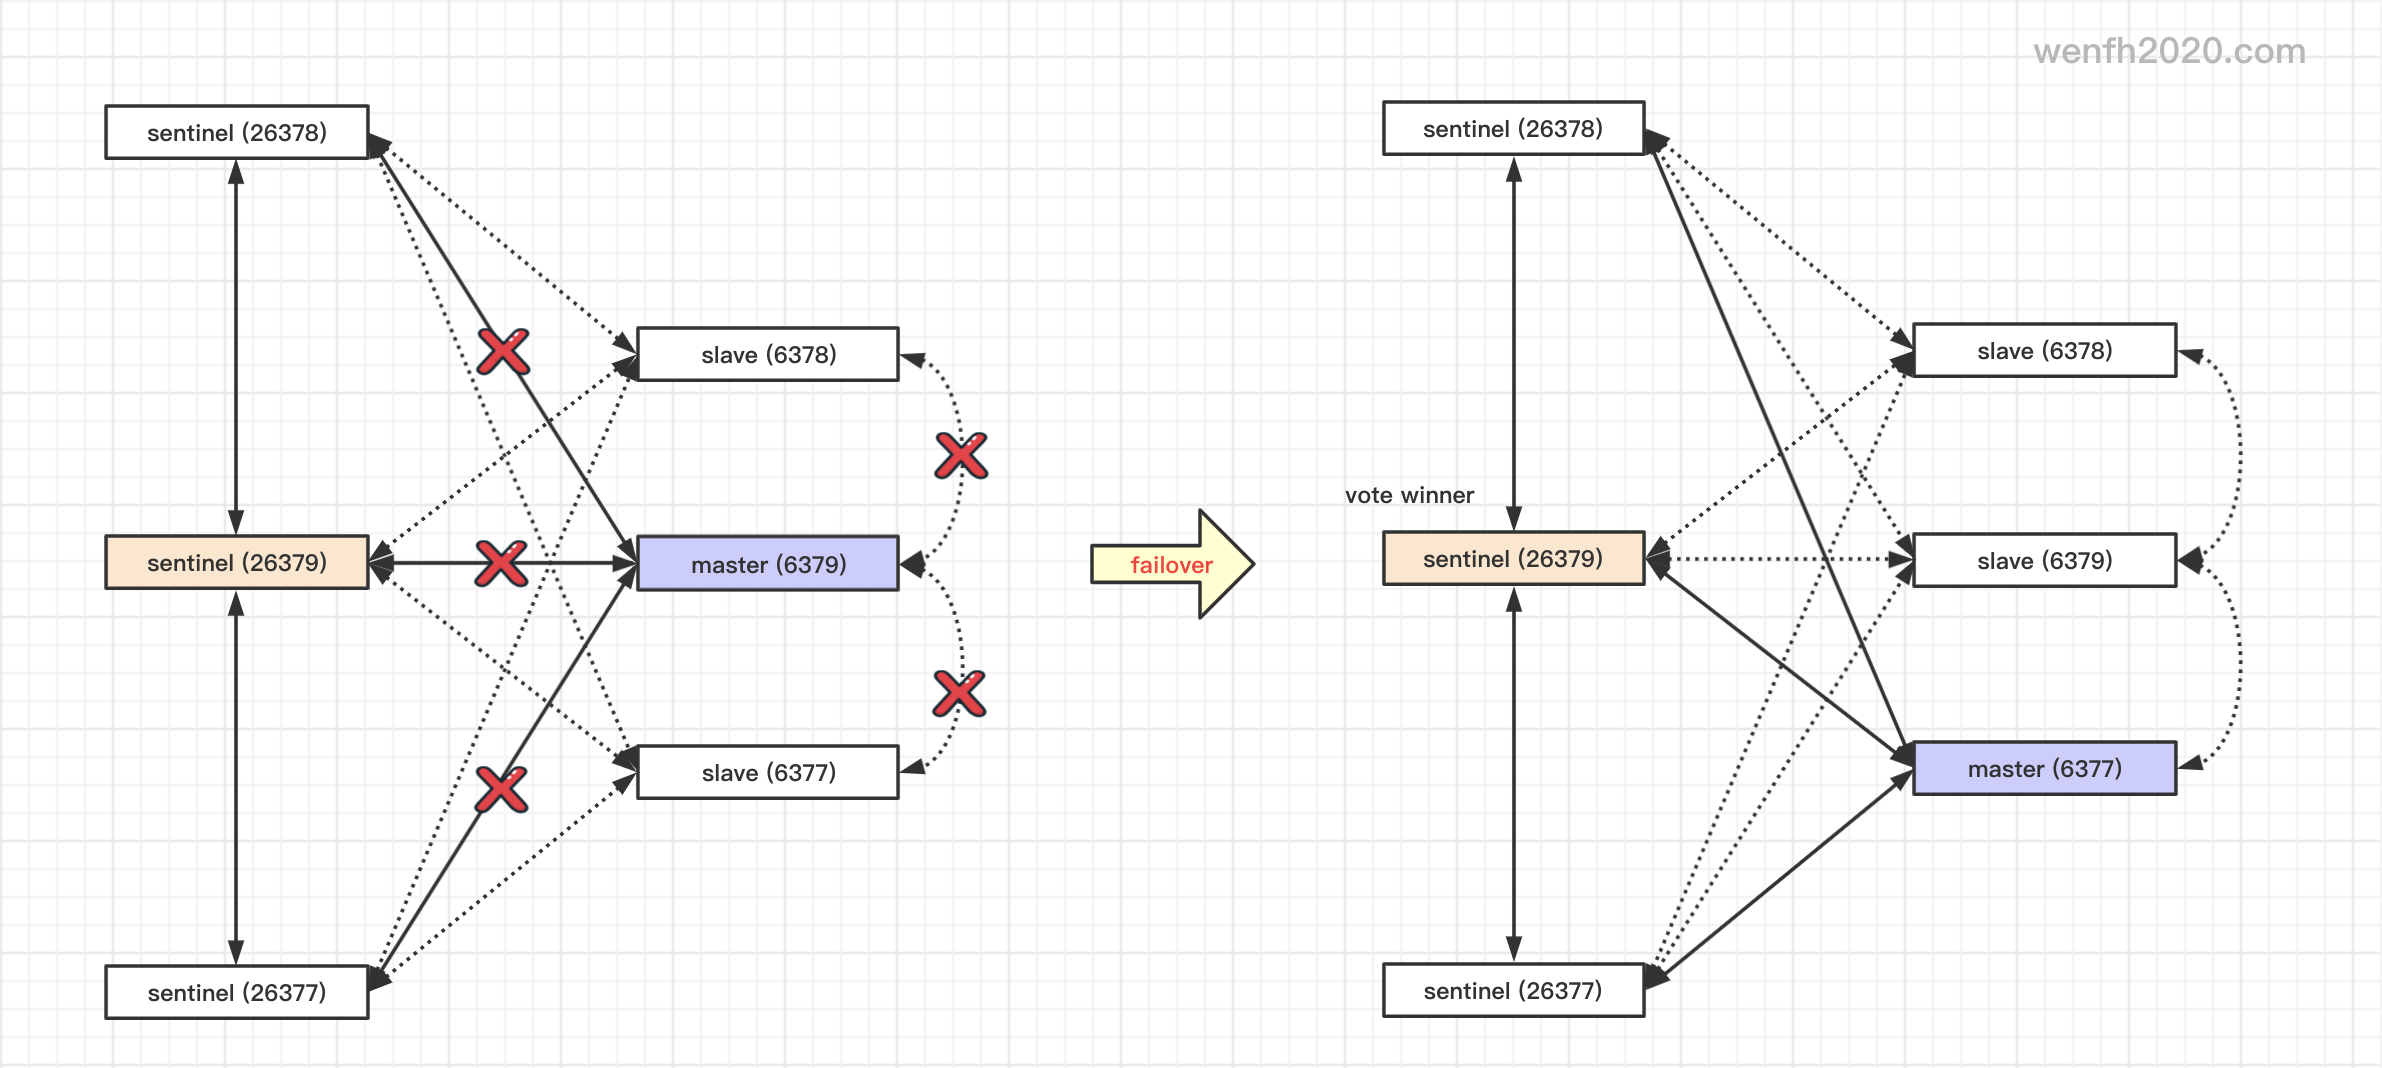 wenfh2020.com
sentinel (26378)
slave (6378)
sentinel (26379)
master (6379)
slave (6377)
sentinel (26377)
failover
sentinel (26378)
slave (6378)
vote winner
sentinel (26379)
slave (6379)
master (6377)
sentinel (26377)